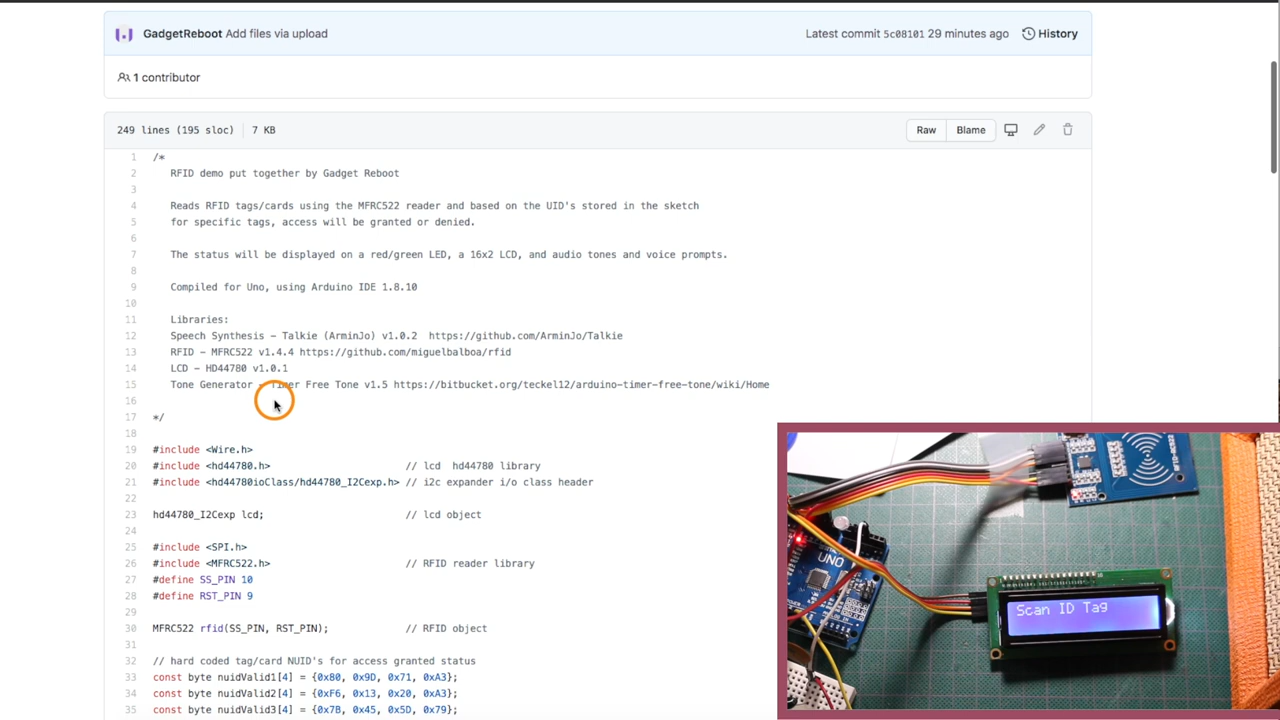 GadgetReboot Add files via upload
Latest commit 5c08101 29 minutes ago History
1 contributor
249 lines (195 sloc) 7 KB
Raw Blame
1 /*
2 RFID demo put together by Gadget Reboot
3
4 Reads RFID tags/cards using the MFRC522 reader and based on the UID's stored in the sketch
5 for specific tags, access will be granted or denied.
6
7 The status will be displayed on a red/green LED, a 16x2 LCD, and audio tones and voice prompts.
8
9 Compiled for Uno, using Arduino IDE 1.8.10
10
11 Libraries:
12 Speech Synthesis - Talkie (ArminJo) v1.0.2 https://github.com/ArminJo/Talkie
13 RFID - MFRC522 v1.4.4 https://github.com/miguelbalboa/rfid
14 LCD - HD44780 v1.0.1
15 Tone Generator - Timer Free Tone v1.5 https://bitbucket.org/teckel12/arduino-timer-free-tone/wiki/Home
16
17 */
18
19 #include <Wire.h>
20 #include <hd44780.h> // lcd hd44780 library
21 #include <hd44780ioClass/hd44780_I2Cexp.h> // i2c expander i/o class header
22
23 hd44780_I2Cexp lcd; // lcd object
24
25 #include <SPI.h>
26 #include <MFRC522.h> // RFID reader library
27 #define SS_PIN 10
28 #define RST_PIN 9
29
30 MFRC522 rfid(SS_PIN, RST_PIN); // RFID object
31
32 // hard coded tag/card NUID's for access granted status
33 const byte nuidValid1[4] = {0x80, 0x9D, 0x71, 0xA3};
34 const byte nuidValid2[4] = {0xF6, 0x13, 0x20, 0xA3};
35 const byte nuidValid3[4] = {0x7B, 0x45, 0x5D, 0x79};
UNO
Scan ID Tag